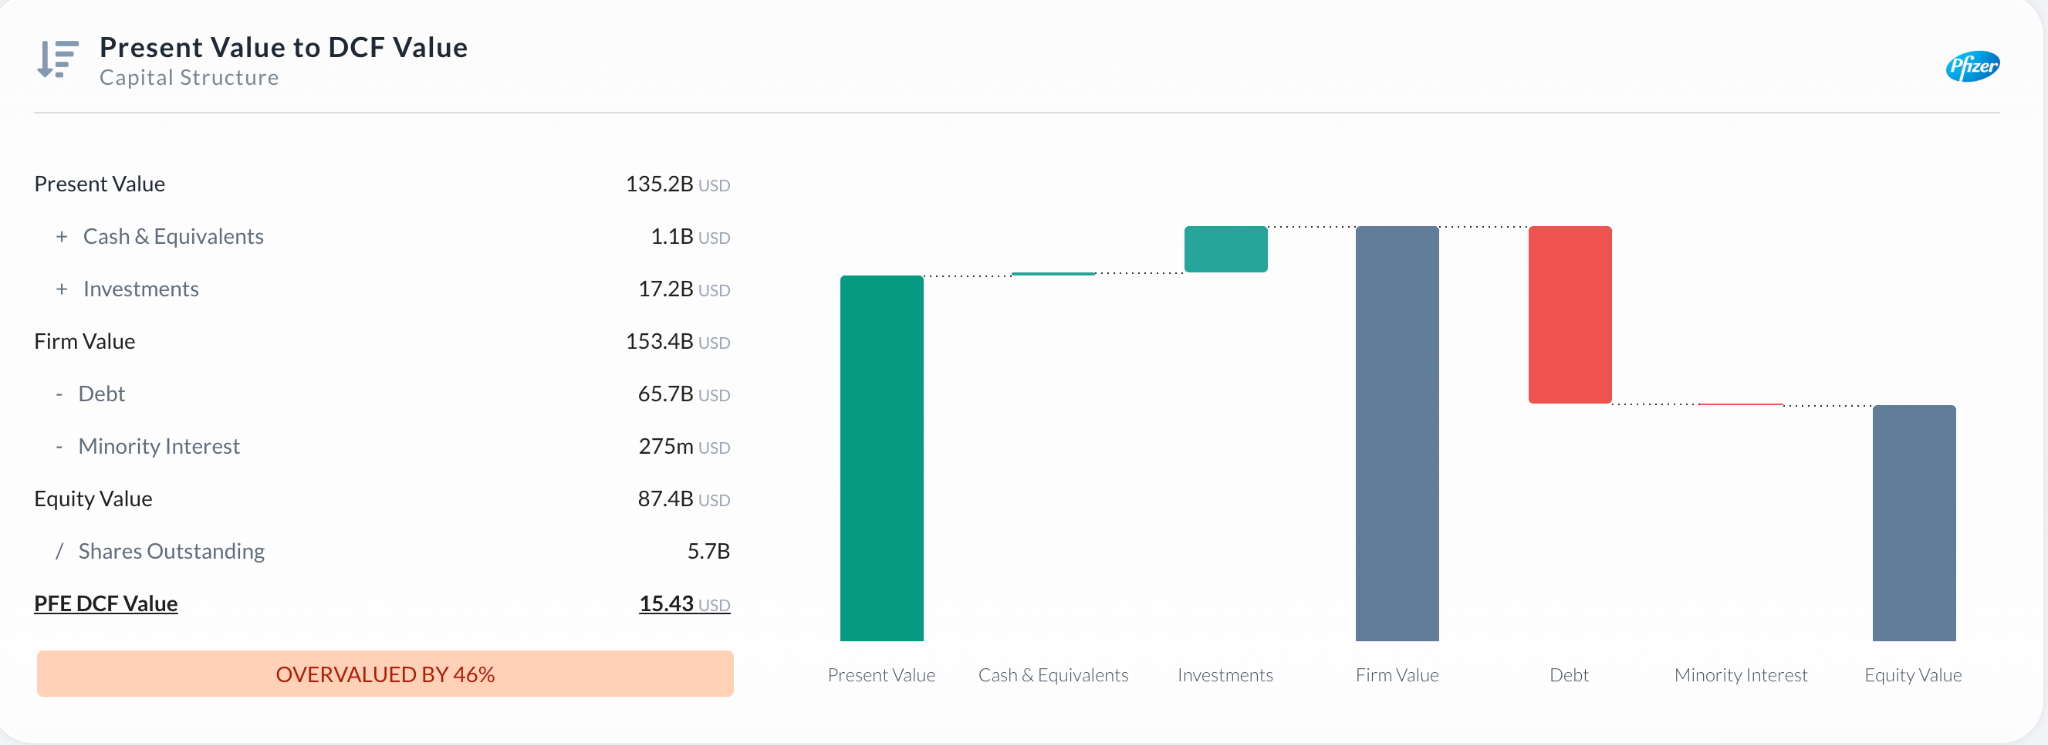 Present Value to DCF Value
Capital Structure
Pfizer
Present Value 135.2B USD
+ Cash & Equivalents 1.1B USD
+ Investments 17.2B USD
Firm Value 153.4B USD
- Debt 65.7B USD
- Minority Interest 275m USD
Equity Value 87.4B USD
/ Shares Outstanding 5.7B
PFE DCF Value 15.43 USD
OVERVALUED BY 46%
Present Value Cash & Equivalents Investments Firm Value Debt Minority Interest Equity Value